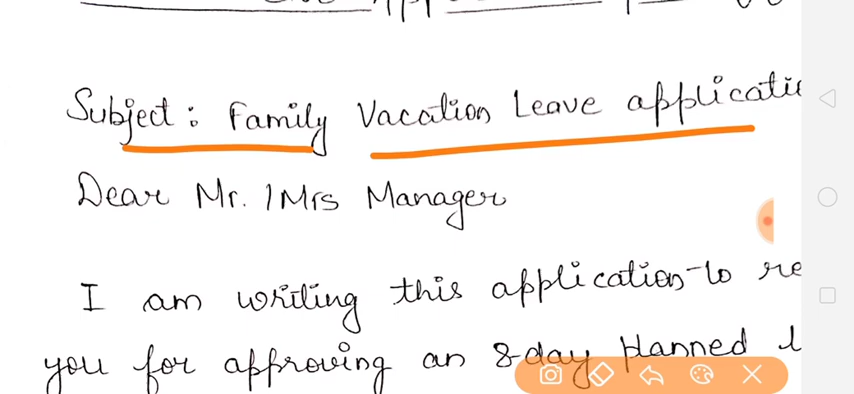 Subject: Family Vacation Leave applicatio
Dear Mr. / Mrs Manager
I am writing this application to re
you for approving an 8-day planned l